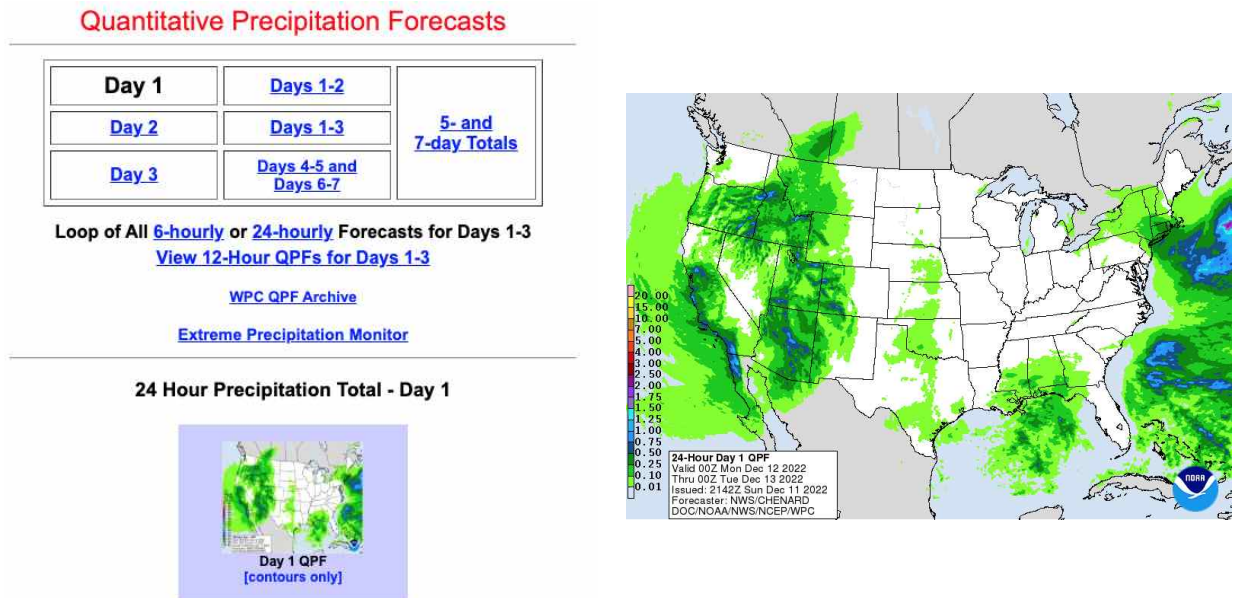 Quantitative Precipitation Forecasts
Day 1
Days 1-2
5- and
7-day Totals
Day 2
Days 1-3
Day 3
Days 4-5 and
Days 6-7
Loop of All 6-hourly or 24-hourly Forecasts for Days 1-3
View 12-Hour QPFs for Days 1-3
WPC QPF Archive
Extreme Precipitation Monitor
24 Hour Precipitation Total - Day 1
Day 1 QPF
[contours only]
20.00
15.00
10.00
7.00
5.00
4.00
3.00
2.50
2.00
1.75
1.50
1.25
1.00
0.75
0.50
0.25
0.10
0.01
24-Hour Day 1 QPF
Valid 00Z Mon Dec 12 2022
Thru 00Z Tue Dec 13 2022
Issued: 2142Z Sun Dec 11 2022
Forecaster: NWS/CHENARD
DOC/NOAA/NWS/NCEP/WPC
NOAA